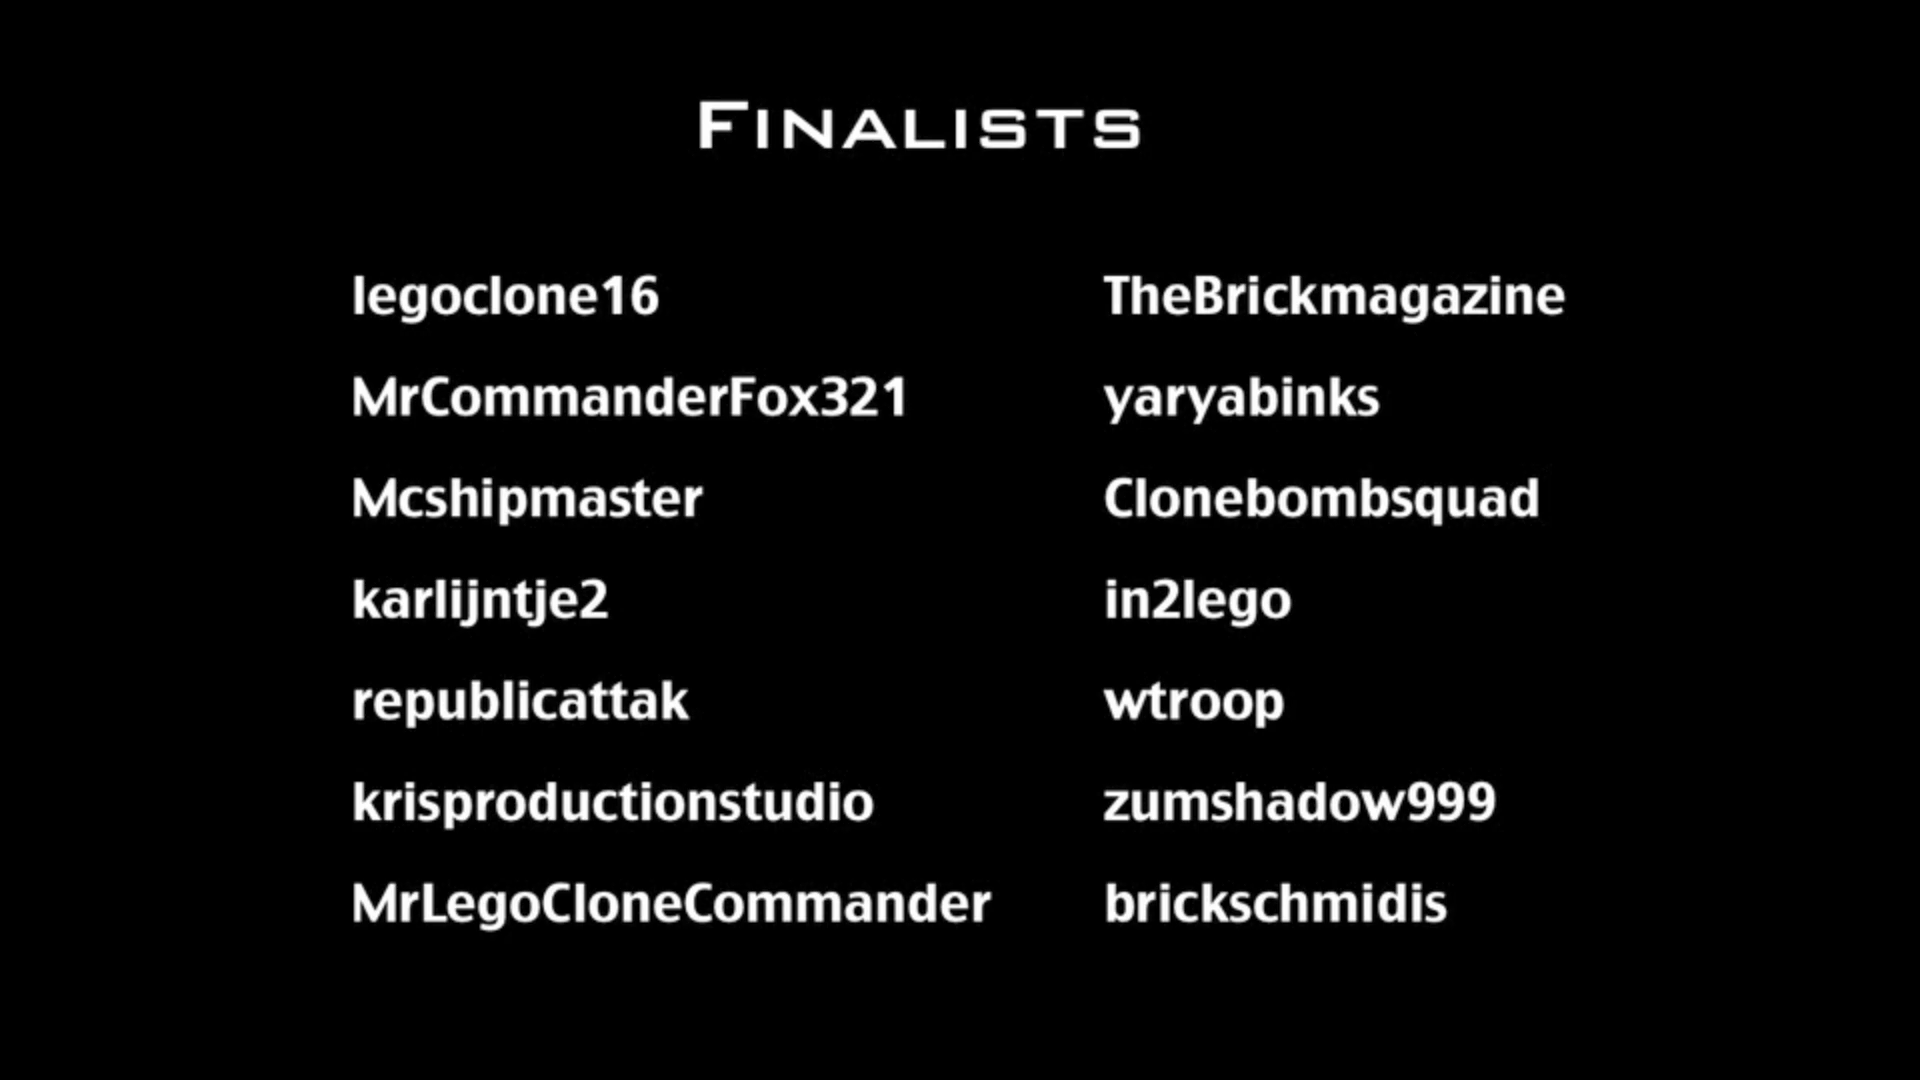 Finalists
legoclone16
MrCommanderFox321
Mcshipmaster
karlijntje2
republicattak
krisproductionstudio
MrLegoCloneCommander
TheBrickmagazine
yaryabinks
Clonebombsquad
in2lego
wtroop
zumshadow999
brickschmidis